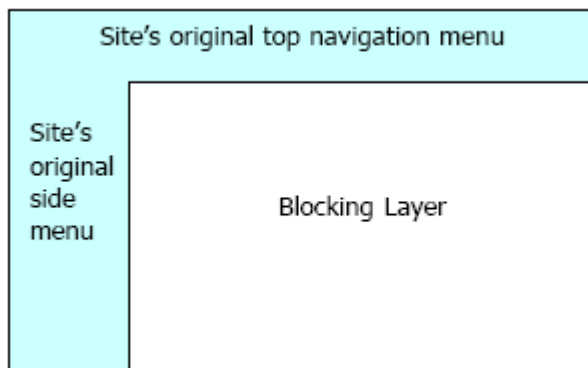 Site's original top navigation menu
Site's
original
side
menu
Blocking Layer